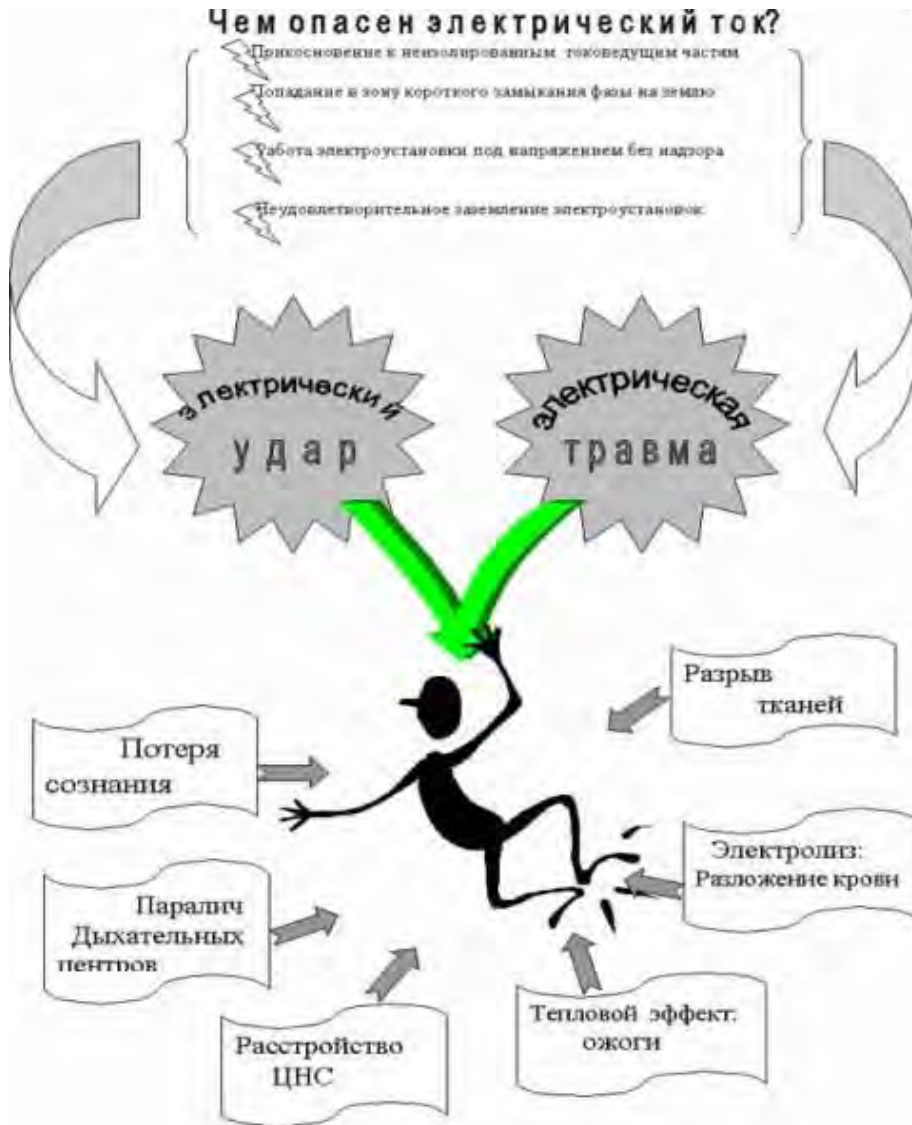 Чем опасен электрический ток?
Прикосновение к неизолированным токоведущим частям
Попадание в зону короткого замыкания фазы на землю
Работа электроустановки под напряжением без надзора
Неудовлетворительное заземление электроустановок
электрический
удар
электрическая
травма
Разрыв
тканей
Потеря
сознания
Электролиз:
Разложение крови
Паралич
Дыхательных
центров
Тепловой эффект:
ожоги
Расстройство
ЦНС